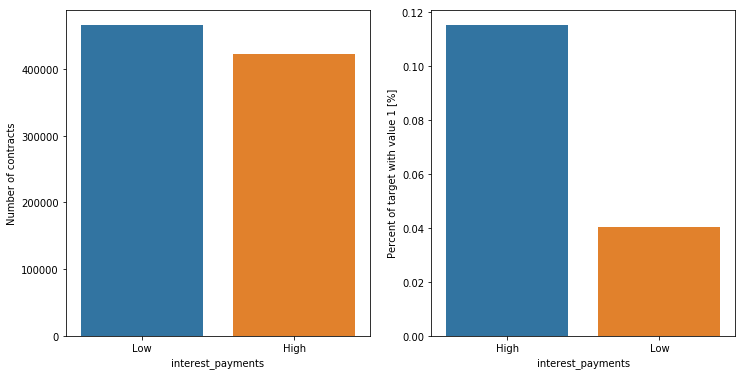 Number of contracts
400000
300000
200000
100000
0
Low High
interest_payments
Percent of target with value 1 [%]
0.12
0.10
0.08
0.06
0.04
0.02
0.00
High Low
interest_payments